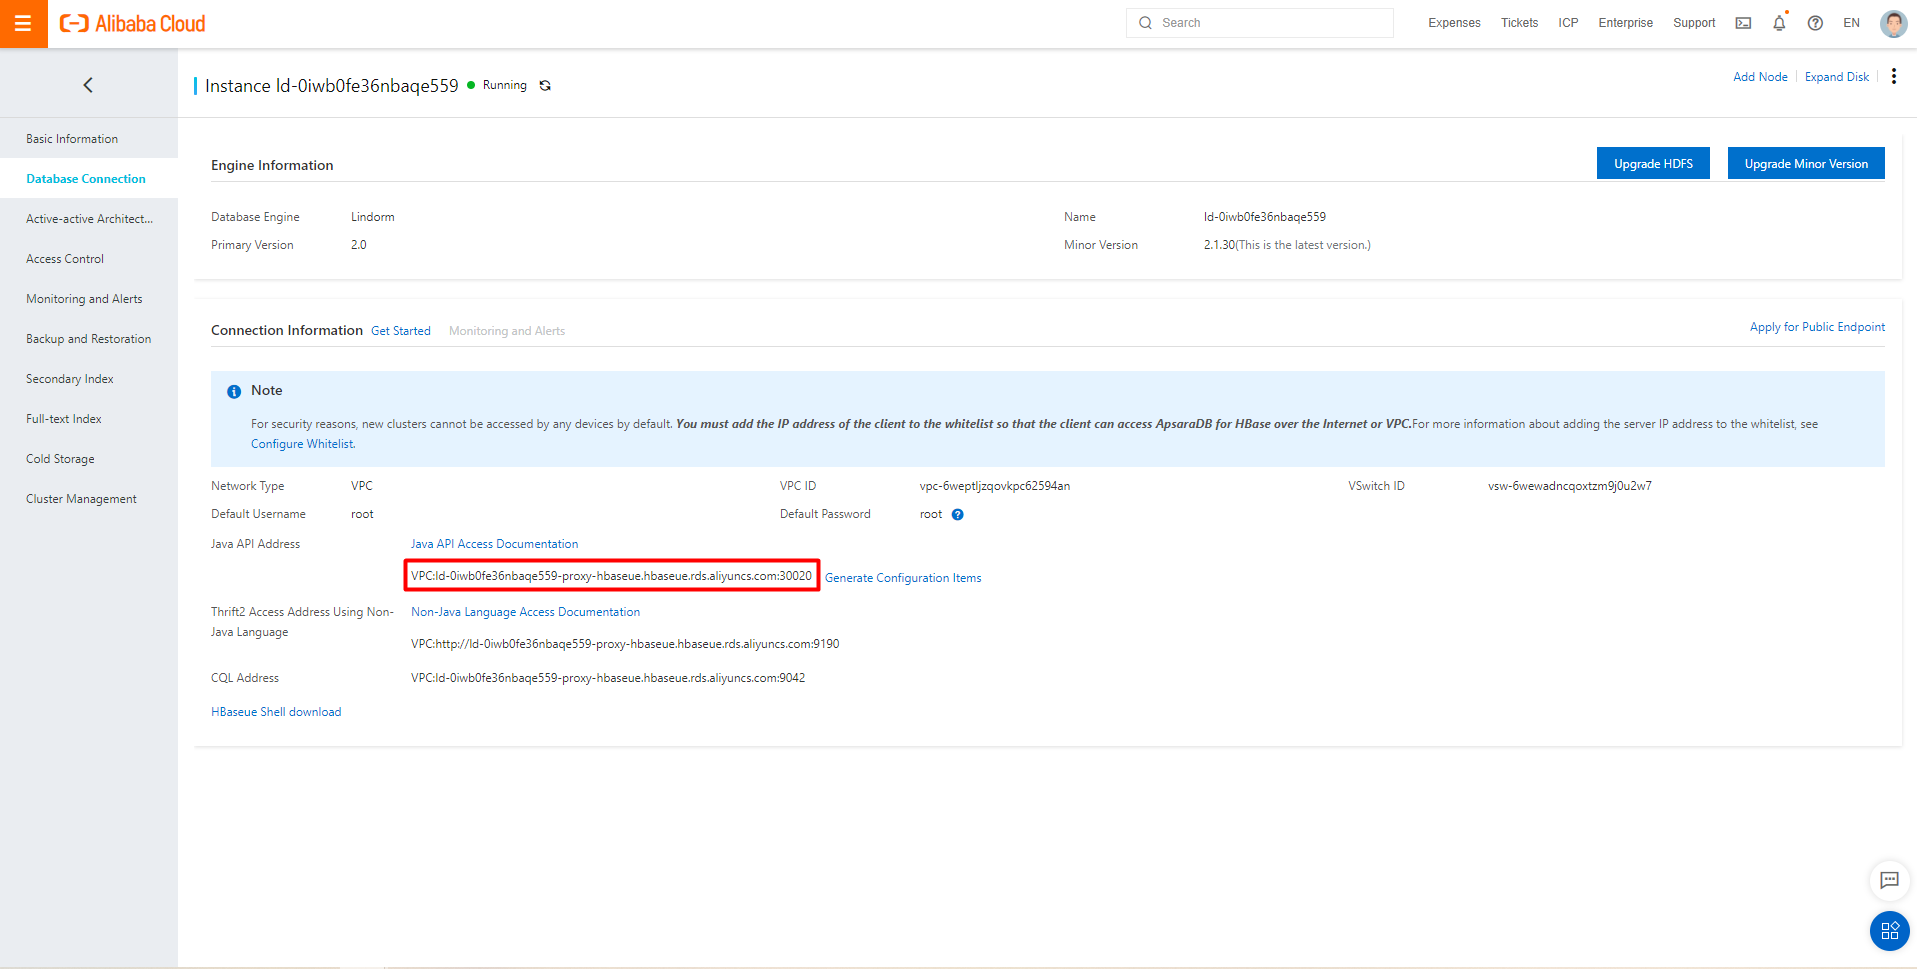 Alibaba Cloud
Search
Expenses
Tickets
ICP
Enterprise
Support
EN
Instance ld-0iwb0fe36nbaqe559
Running
Add Node
Expand Disk
Basic Information
Database Connection
Active-active Architect...
Access Control
Monitoring and Alerts
Backup and Restoration
Secondary Index
Full-text Index
Cold Storage
Cluster Management
Engine Information
Upgrade HDFS
Upgrade Minor Version
Database Engine
Lindorm
Name
ld-0iwb0fe36nbaqe559
Primary Version
2.0
Minor Version
2.1.30(This is the latest version.)
Connection Information
Get Started
Monitoring and Alerts
Apply for Public Endpoint
Note
For security reasons, new clusters cannot be accessed by any devices by default. You must add the IP address of the client to the whitelist so that the client can access ApsaraDB for HBase over the Internet or VPC.For more information about adding the server IP address to the whitelist, see
Configure Whitelist.
Network Type
VPC
VPC ID
vpc-6weptljzqovkpc62594an
VSwitch ID
vsw-6wewadncqoxtzm9j0u2w7
Default Username
root
Default Password
root
Java API Address
Java API Access Documentation
VPC:ld-0iwb0fe36nbaqe559-proxy-hbaseue.hbaseue.rds.aliyuncs.com:30020
Generate Configuration Items
Thrift2 Access Address Using Non-
Java Language
Non-Java Language Access Documentation
VPC:http://ld-0iwb0fe36nbaqe559-proxy-hbaseue.hbaseue.rds.aliyuncs.com:9190
CQL Address
VPC:ld-0iwb0fe36nbaqe559-proxy-hbaseue.hbaseue.rds.aliyuncs.com:9042
HBaseue Shell download